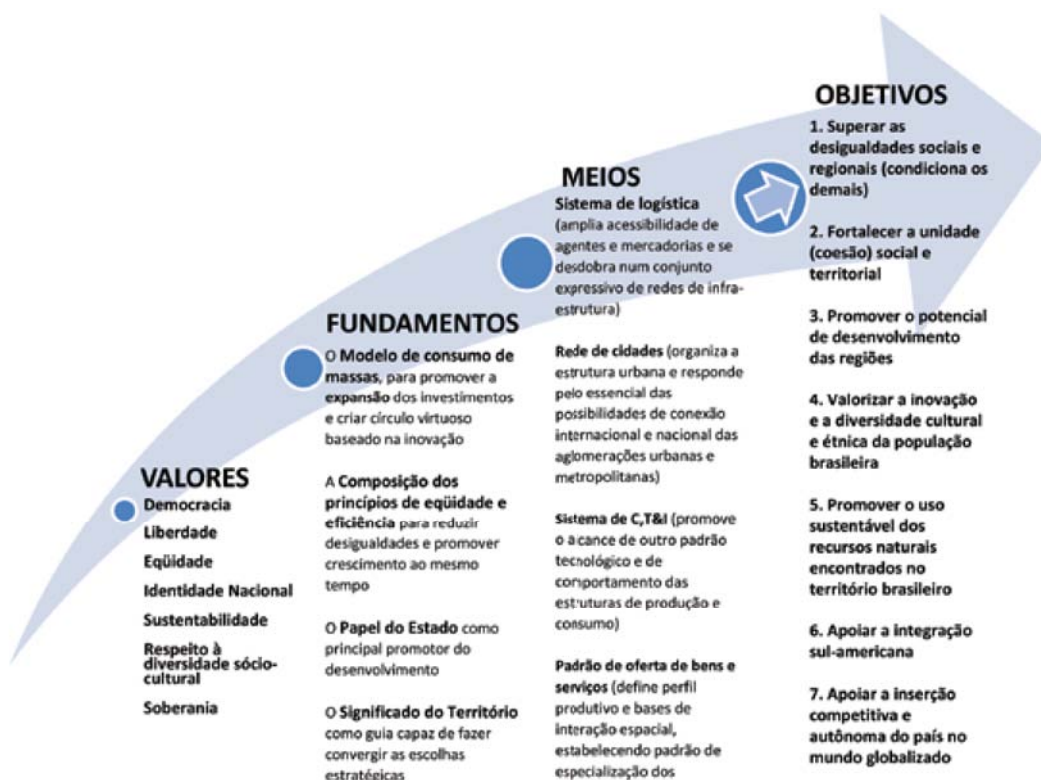 VALORES
Democracia
Liberdade
Eqüidade
Identidade Nacional
Sustentabilidade
Respeito à
diversidade sócio-
cultural
Soberania
FUNDAMENTOS
O Modelo de consumo de
massas, para promover a
expansão dos investimentos
e criar círculo virtuoso
baseado na inovação
A Composição dos
princípios de eqüidade e
eficiência para reduzir
desigualdades e promover
crescimento ao mesmo
tempo
O Papel do Estado como
principal promotor do
desenvolvimento
O Significado do Território
como guia capaz de fazer
convergir as escolhas
estratégicas
MEIOS
Sistema de logística
(amplia acessibilidade de
agentes e mercadorias e se
desdobra num conjunto
expressivo de redes de infra-
estrutura)
Rede de cidades (organiza a
estrutura urbana e responde
pelo essencial das
possibilidades de conexão
internacional e nacional das
aglomerações urbanas e
metropolitanas)
Sistema de C,T&I (promove
o alcance de outro padrão
tecnológico e de
comportamento das
estruturas de produção e
consumo)
Padrão de oferta de bens e
serviços (define perfil
produtivo e bases de
interação espacial,
estabelecendo padrão de
especialização dos
OBJETIVOS
1. Superar as
desigualdades sociais e
regionais (condiciona os
demais)
2. Fortalecer a unidade
(coesão) social e
territorial
3. Promover o potencial
de desenvolvimento
das regiões
4. Valorizar a inovação
e a diversidade cultural
e étnica da população
brasileira
5. Promover o uso
sustentável dos
recursos naturais
encontrados no
território brasileiro
6. Apoiar a integração
sul-americana
7. Apoiar a inserção
competitiva e
autônoma do país no
mundo globalizado